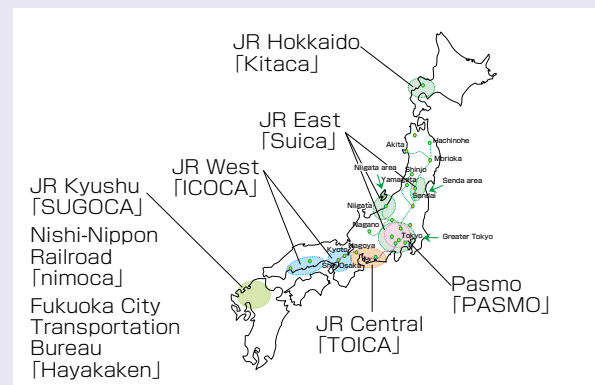 JR Hokkaido
「Kitaca」
JR East
「Suica」
Akita
Hachinohe
Morioka
Niigata area
Shinjo
Yamagata
Senda area
Sendai
JR West
「ICOCA」
Niigata
JR Kyushu
「SUGOCA」
Nagano
Tokyo
Greater Tokyo
Kyoto
Nagoya
Osaka
Nishi-Nippon
Railroad
「nimoca」
Pasmo
「PASMO」
Fukuoka City
Transportation
Bureau
「Hayakaken」
JR Central
「TOICA」